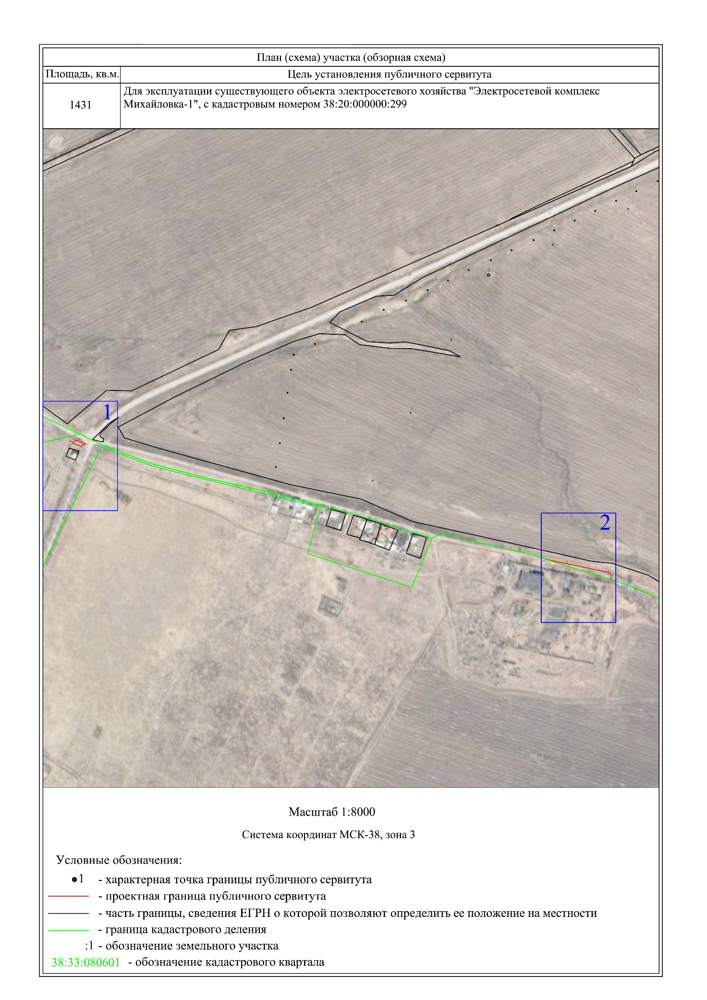 План (схема) участка (обзорная схема)
Площадь, кв.м.
Цель установления публичного сервитута
1431
Для эксплуатации существующего объекта электросетевого хозяйства "Электросетевой комплекс
Михайловка-1", с кадастровым номером 38:20:000000:299
1
2
Масштаб 1:8000
Система координат МСК-38, зона 3
Условные обозначения:
1 - характерная точка границы публичного сервитута
- проектная граница публичного сервитута
- часть границы, сведения ЕГРН о которой позволяют определить ее положение на местности
- граница кадастрового деления
:1 - обозначение земельного участка
38:33:080601 - обозначение кадастрового квартала